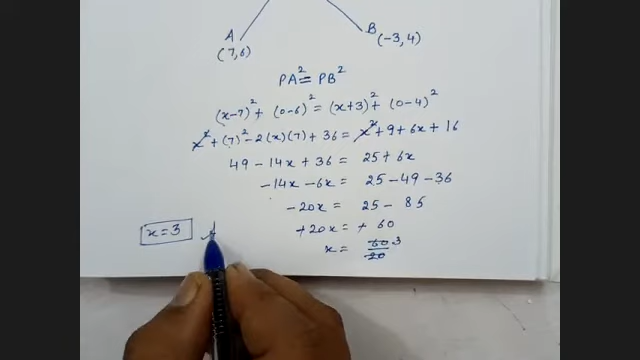 A
B
(7,6)
(-3,4)
PA² = PB²
(x-7)² + (0-6)² = (x+3)² + (0-4)²
x² + (7)² - 2(x)(7) + 36 = x² + 9 + 6x + 16
49 - 14x + 36 = 25 + 6x
-14x - 6x = 25 - 49 - 36
-20x = 25 - 85
+20x = + 60
x = 60/20 3
x = 3